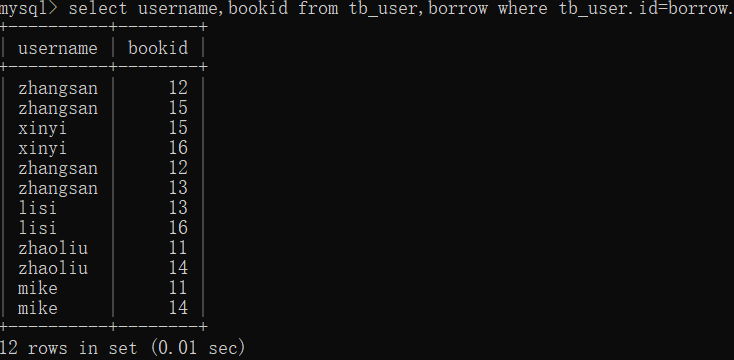 mysql> select username,bookid from tb_user,borrow where tb_user.id=borrow.
+----------+--------+
| username | bookid |
+----------+--------+
| zhangsan |     12 |
| zhangsan |     15 |
| xinyi    |     15 |
| xinyi    |     16 |
| zhangsan |     12 |
| zhangsan |     13 |
| lisi     |     13 |
| lisi     |     16 |
| zhaoliu  |     11 |
| zhaoliu  |     14 |
| mike     |     11 |
| mike     |     14 |
+----------+--------+
12 rows in set (0.01 sec)